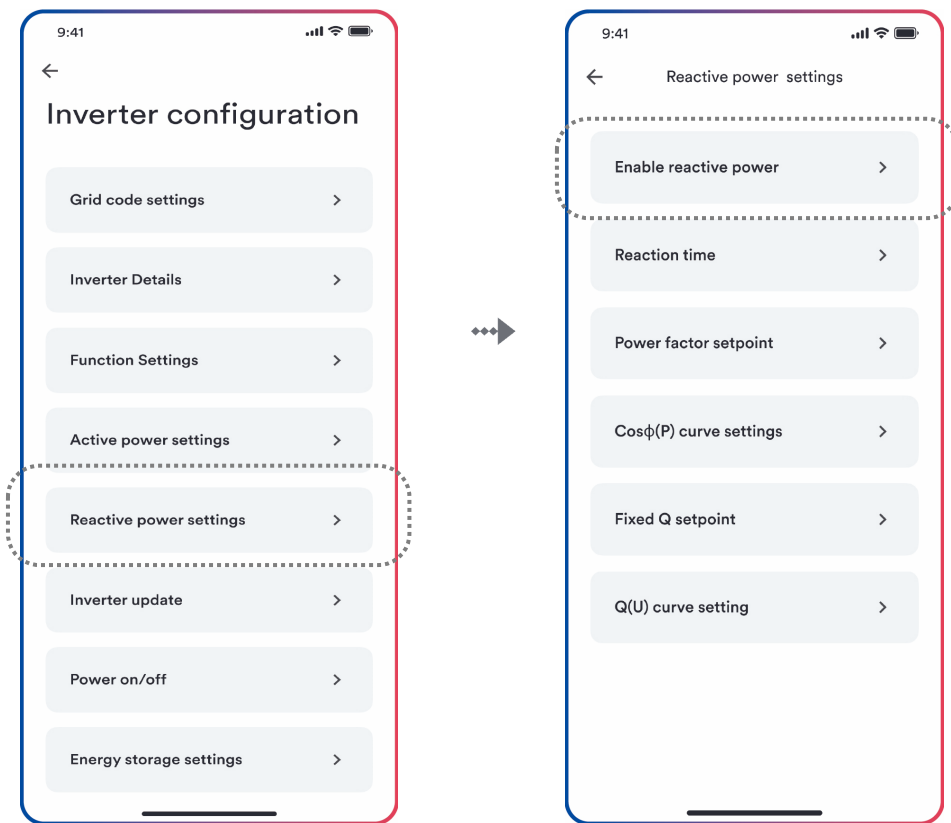 9:41
Inverter configuration
Grid code settings
Inverter Details
Function Settings
Active power settings
Reactive power settings
Inverter update
Power on/off
Energy storage settings
9:41
Reactive power settings
Enable reactive power
Reaction time
Power factor setpoint
Cosϕ(P) curve settings
Fixed Q setpoint
Q(U) curve setting